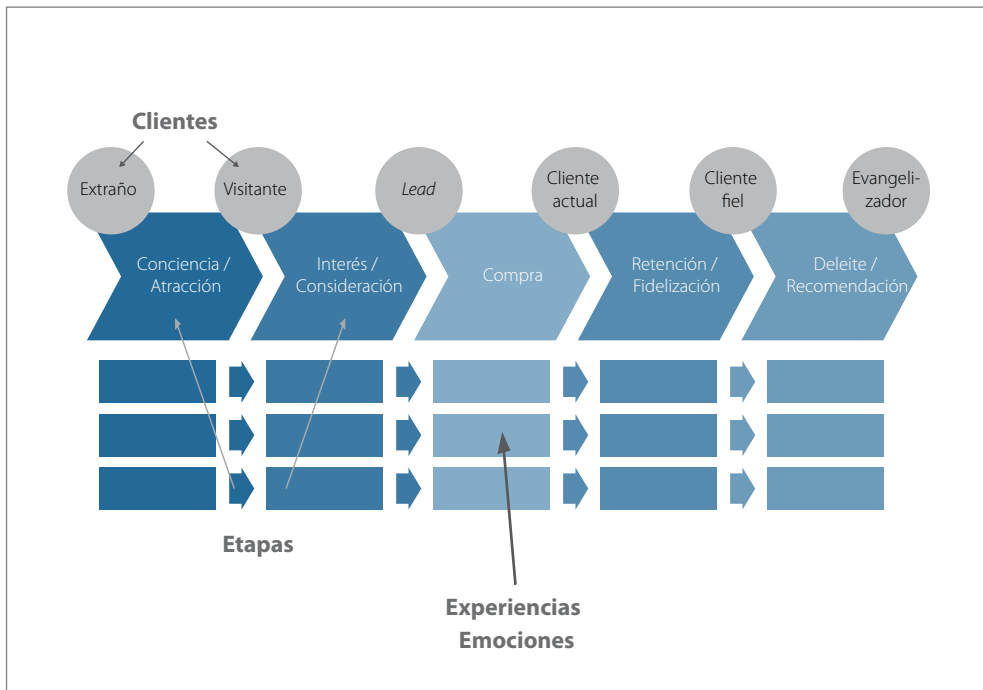 Clientes
Extraño
Visitante
Lead
Cliente
actual
Cliente
fiel
Evangeli-
zador
Conciencia /
Atracción
Interés /
Consideración
Compra
Retención /
Fidelización
Deleite /
Recomendación
Etapas
Experiencias
Emociones